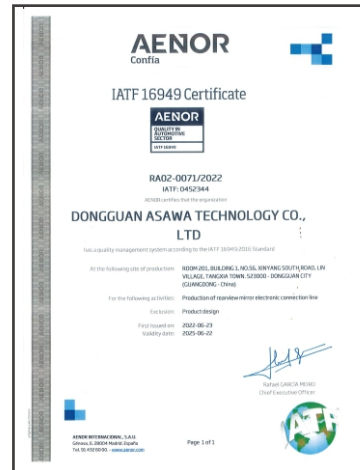 AENOR
Confía
IATF 16949 Certificate
AENOR
QUALITY IN
AUTOMOTIVE
SECTOR
IATF 16949
RA02-0071/2022
IATF: 0452344
AENOR certifies that the organization
DONGGUAN ASAWA TECHNOLOGY CO.,
LTD
has a quality management system according to the IATF 16949:2016 Standard
At the following site of production: ROOM 201, BUILDING 1, NO.56, XINYANG SOUTH ROAD, LIN
VILLAGE, TANGXIA TOWN. 523000 - DONGGUAN CITY
(GUANGDONG - China)
For the following activities: Production of rearview mirror electronic connection line
Exclusion: Product design
First issued on: 2022-06-23
Validity date: 2025-06-22
Rafael GARCÍA MEIRO
Chief Executive Officer
AENOR INTERNACIONAL, S.A.U.
Génova, 6. 28004 Madrid. España
Tel. 91 432 60 00. - www.aenor.com
Page 1 of 1
IATF